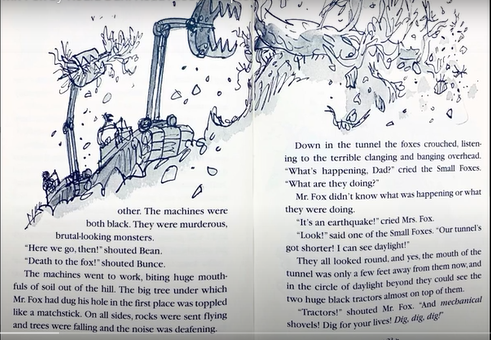 other. The machines were
both black. They were murderous,
brutal-looking monsters.
“Here we go, then!” shouted Bean.
“Death to the fox!” shouted Bunce.
The machines went to work, biting huge mouth-
fuls of soil out of the hill. The big tree under which
Mr. Fox had dug his hole in the first place was toppled
like a matchstick. On all sides, rocks were sent flying
and trees were falling and the noise was deafening.
Down in the tunnel the foxes crouched, listen-
ing to the terrible clanging and banging overhead.
“What’s happening, Dad?” cried the Small Foxes.
“What are they doing?”
Mr. Fox didn’t know what was happening or what
they were doing.
“It’s an earthquake!” cried Mrs. Fox.
“Look!” said one of the Small Foxes. “Our tunnel’s
got shorter! I can see daylight!”
They all looked round, and yes, the mouth of the
tunnel was only a few feet away from them now, and
in the circle of daylight beyond they could see the
two huge black tractors almost on top of them.
“Tractors!” shouted Mr. Fox. “And mechanical
shovels! Dig for your lives! Dig, dig, dig!”